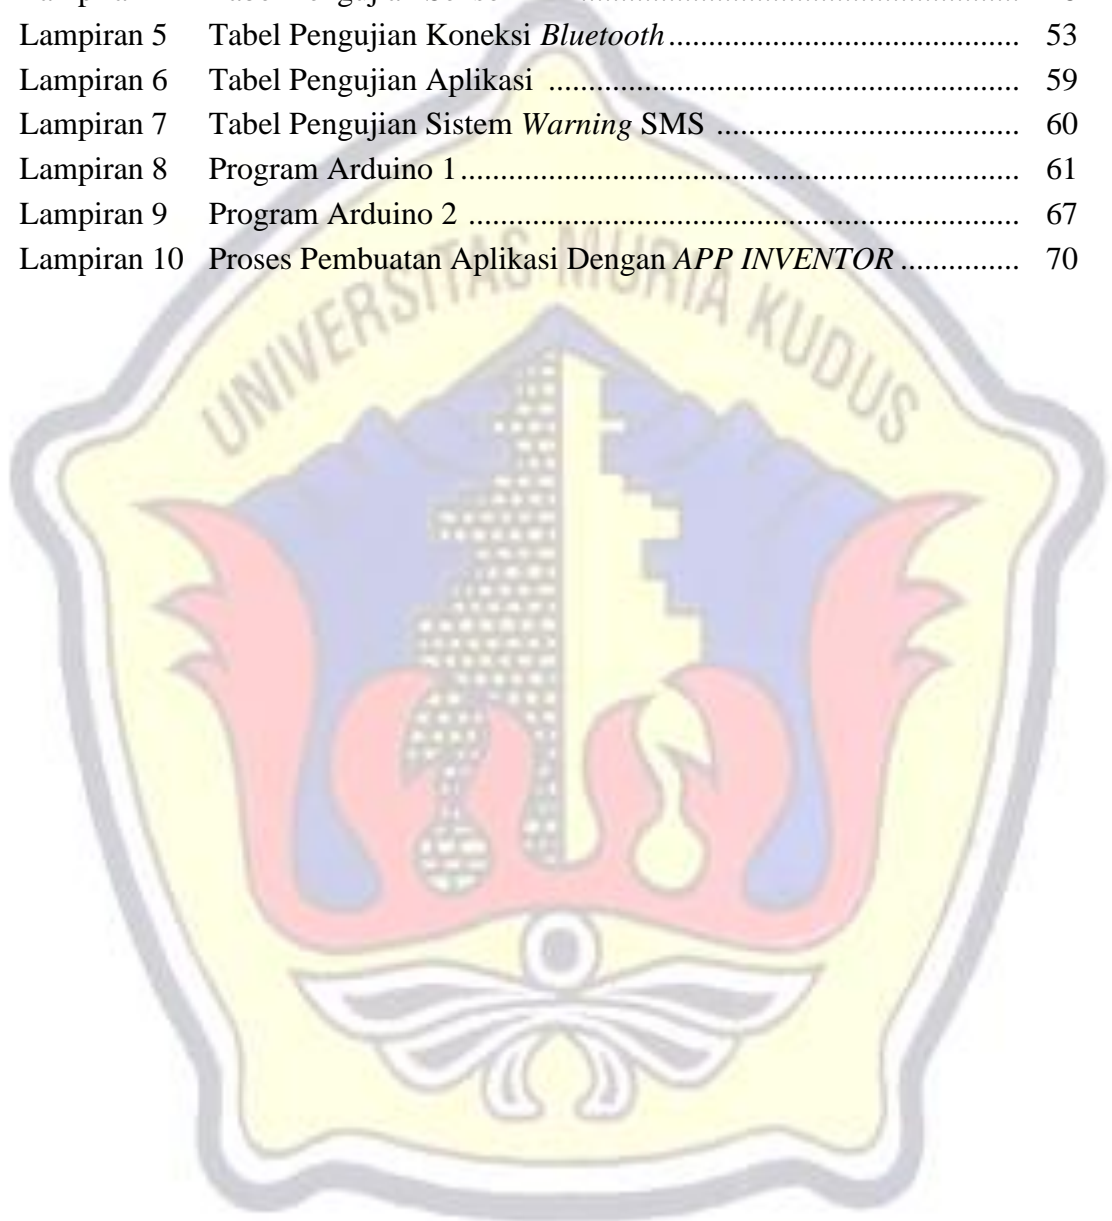 Lampiran 5 Tabel Pengujian Koneksi Bluetooth ............................................ 53
Lampiran 6 Tabel Pengujian Aplikasi ........................................................... 59
Lampiran 7 Tabel Pengujian Sistem Warning SMS ...................................... 60
Lampiran 8 Program Arduino 1 ...................................................................... 61
Lampiran 9 Program Arduino 2 ..................................................................... 67
Lampiran 10 Proses Pembuatan Aplikasi Dengan APP INVENTOR ............... 70
UNIVERSITAS MURIA KUDUS